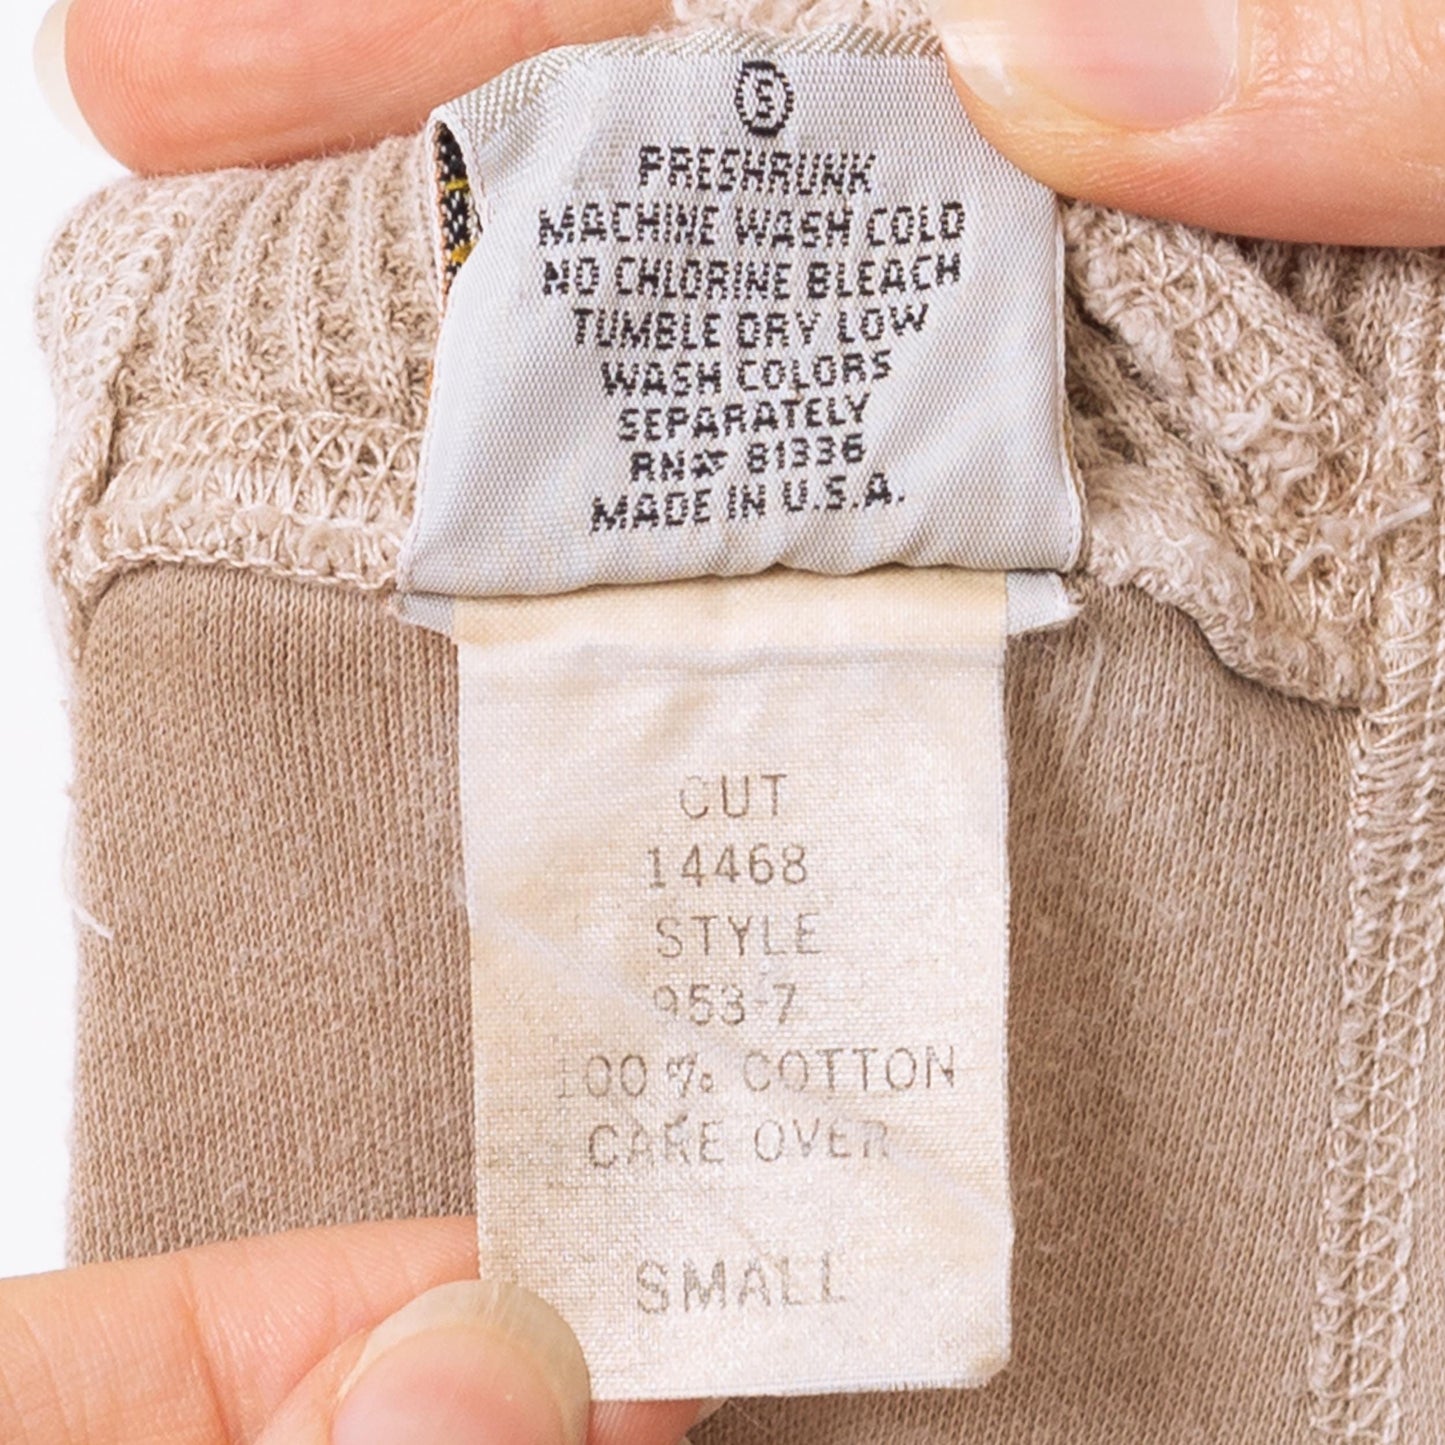 S
PRESHRUNK
MACHINE WASH COLD
NO CHLORINE BLEACH
TUMBLE DRY LOW
WASH COLORS
SEPARATELY
RN# 81336
MADE IN U.S.A.
CUT
14468
STYLE
953-7
100% COTTON
CARE OVER
SMALL